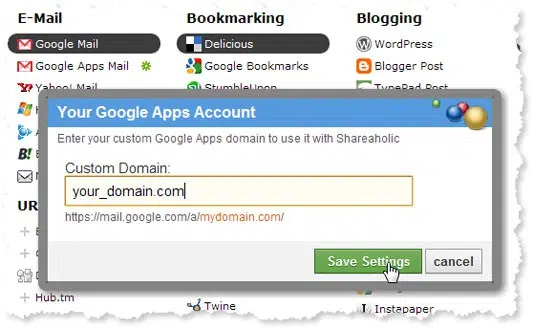 E-Mail Bookmarking Blogging
Google Mail Delicious WordPress
Google Apps Mail Google Bookmarks Blogger Post
Yahoo! Mail StumbleUpon TypePad Post
Your Google Apps Account
Enter your custom Google Apps domain to use it with Shareaholic
Custom Domain:
your_domain.com
https://mail.google.com/a/mydomain.com/
Save Settings cancel
UR
Hub.tm Twine Instapaper